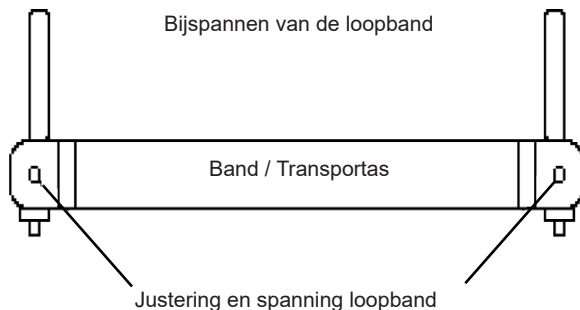 Bijspannen van de loopband
Band / Transportas
Justering en spanning loopband